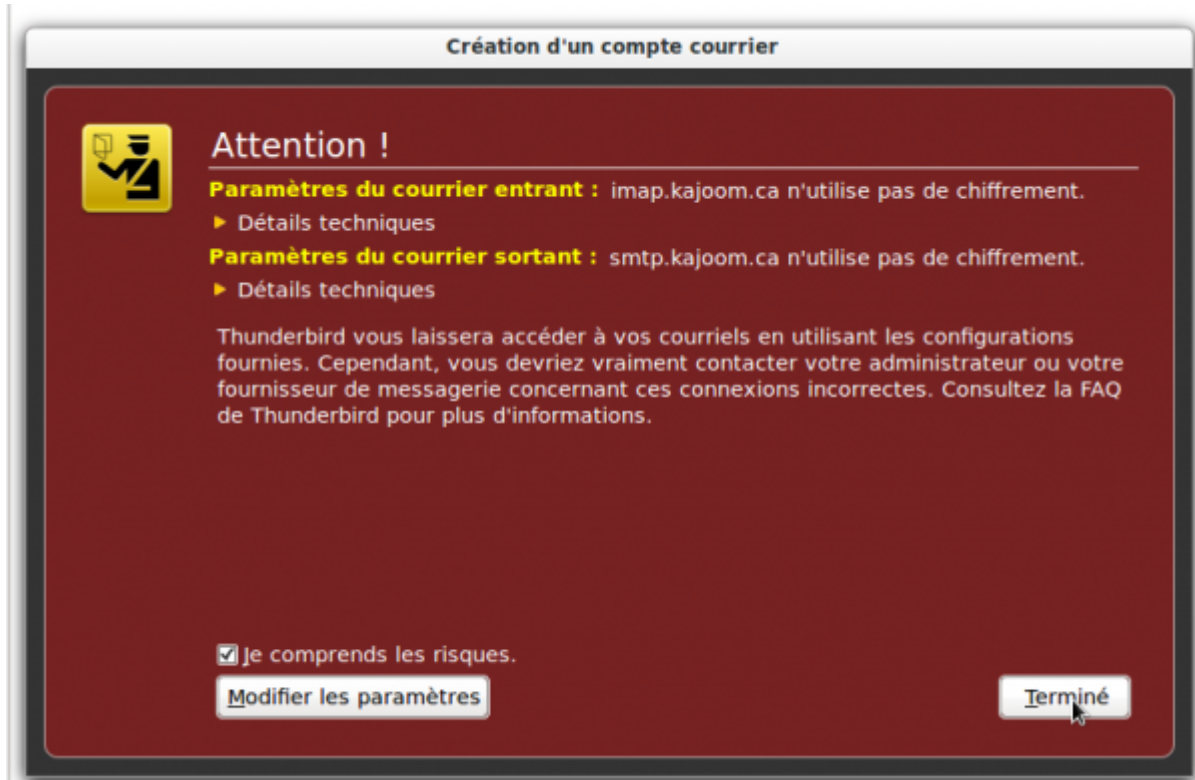 Création d'un compte courrier
Attention !
Paramètres du courrier entrant : imap.kajoom.ca n'utilise pas de chiffrement.
Détails techniques
Paramètres du courrier sortant : smtp.kajoom.ca n'utilise pas de chiffrement.
Détails techniques
Thunderbird vous laissera accéder à vos courriels en utilisant les configurations
fournies. Cependant, vous devriez vraiment contacter votre administrateur ou votre
fournisseur de messagerie concernant ces connexions incorrectes. Consultez la FAQ
de Thunderbird pour plus d'informations.
Je comprends les risques.
Modifier les paramètres
Terminé